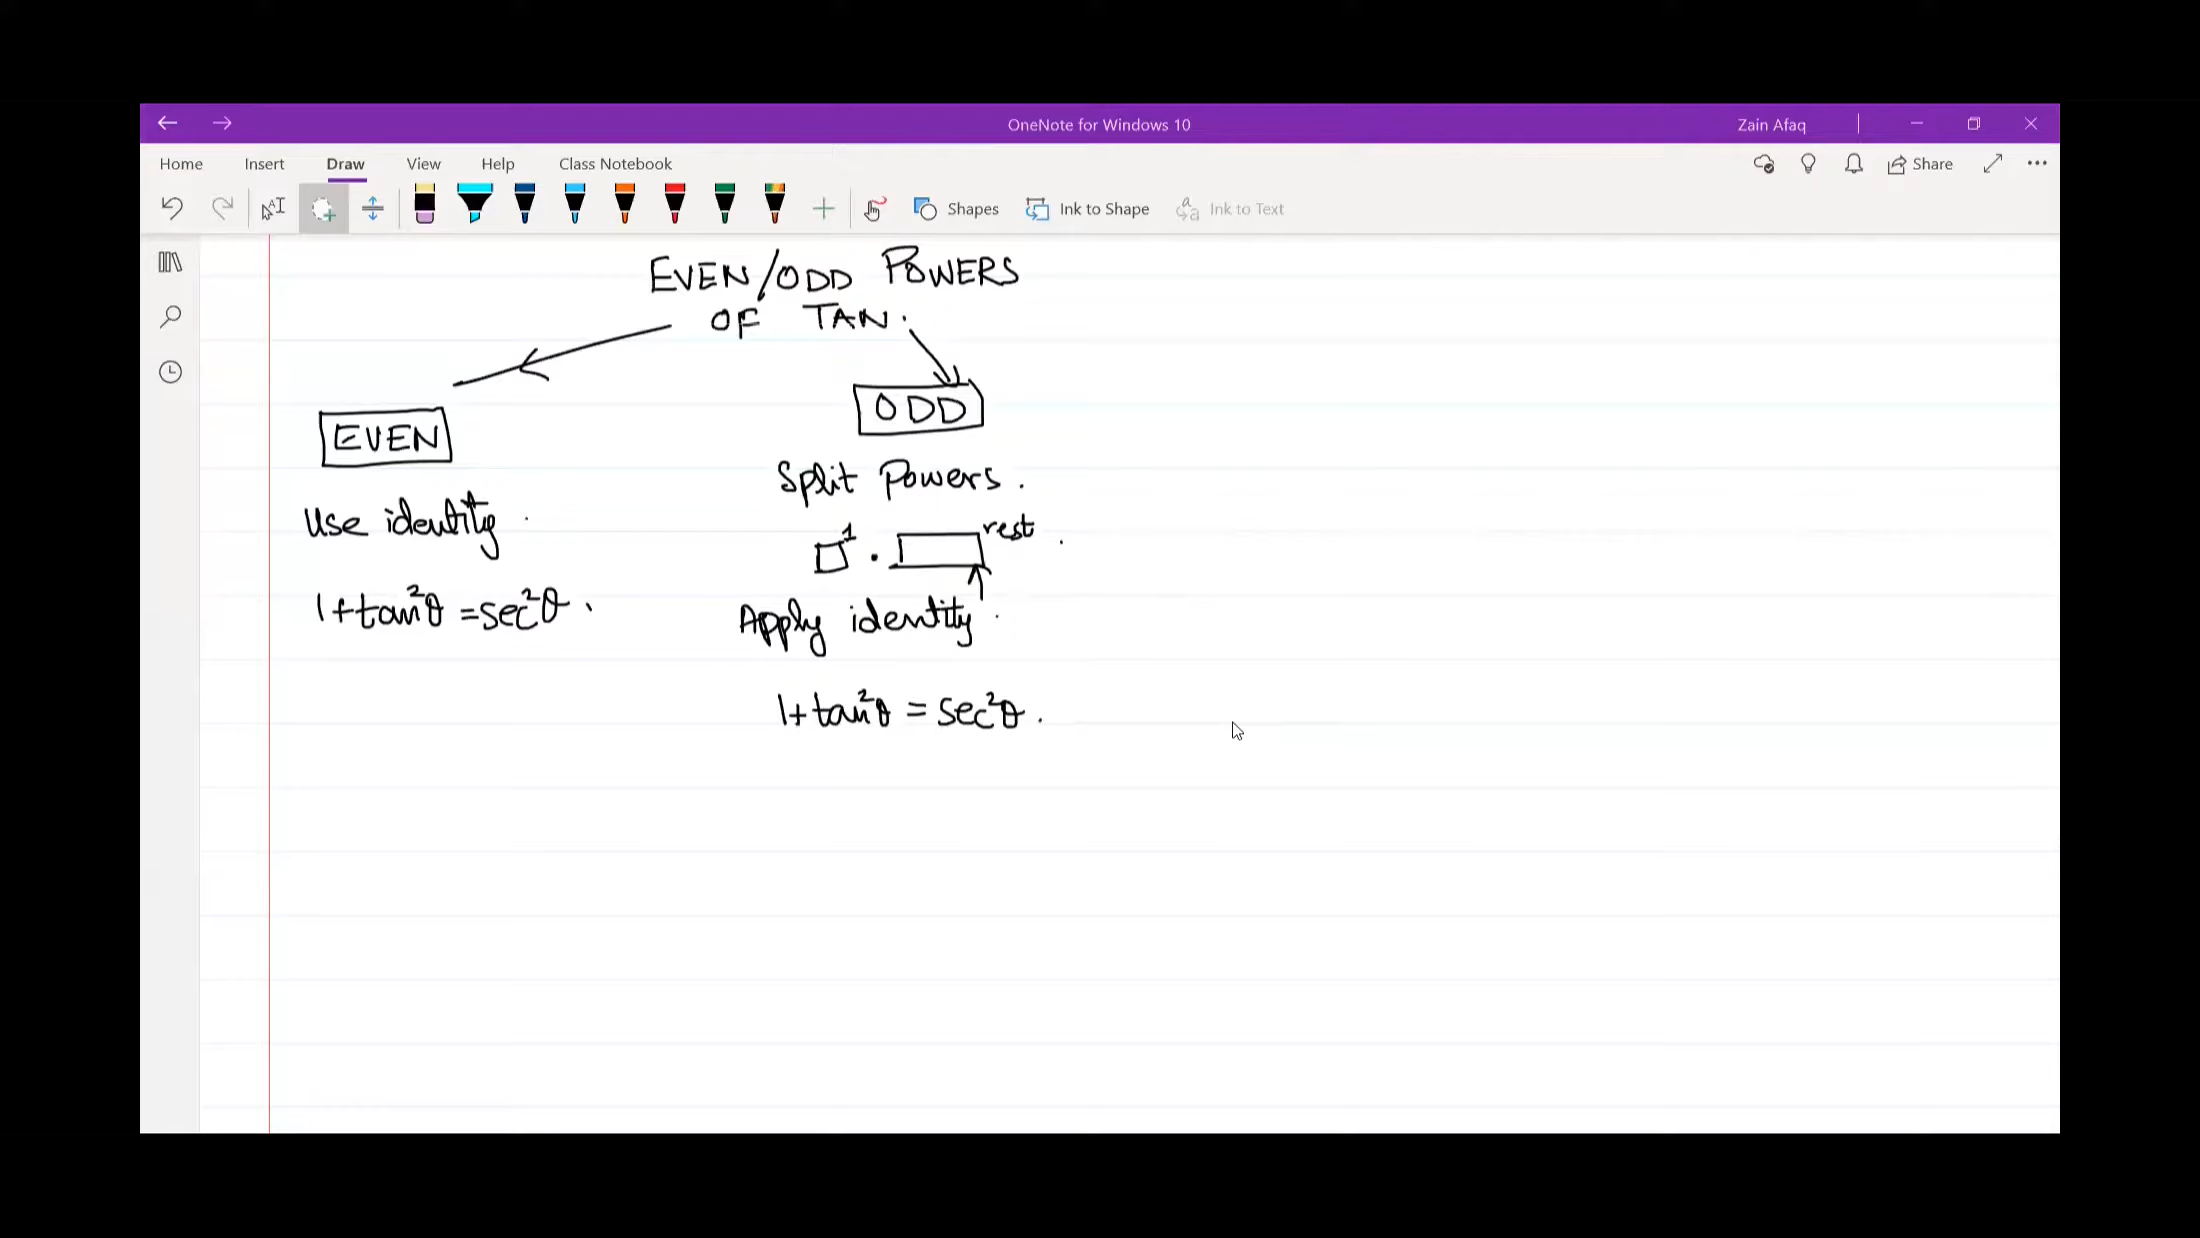 OneNote for Windows 10
Zain Afaq
Home Insert Draw View Help Class Notebook
Share
Shapes Ink to Shape Ink to Text
EVEN/ODD POWERS
OF TAN.
EVEN
Use identity.
1+tan²θ = sec²θ.
ODD
Split Powers.
□¹ · □ rest.
Apply identity.
1+tan²θ = sec²θ.